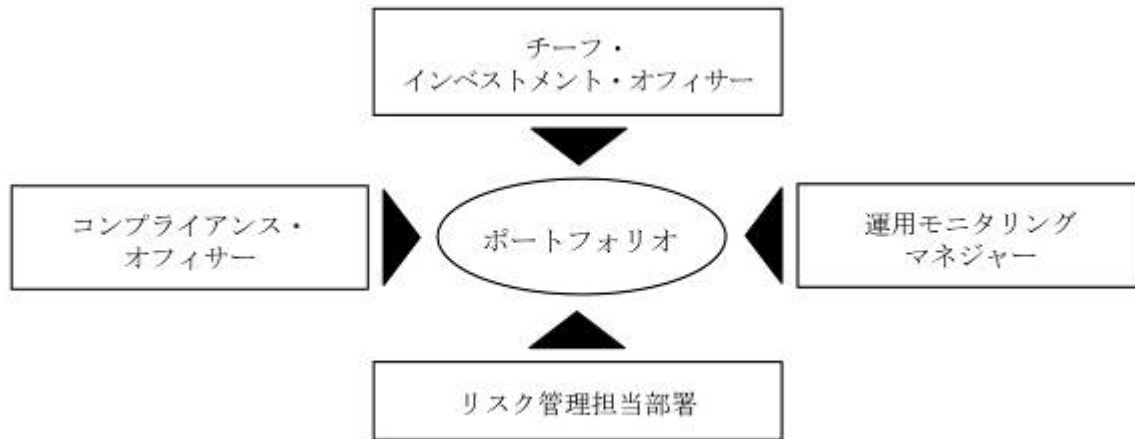 チーフ・
インベストメント・オフィサー
コンプライアンス・
オフィサー
ポートフォリオ
運用モニタリング
マネジャー
リスク管理担当部署